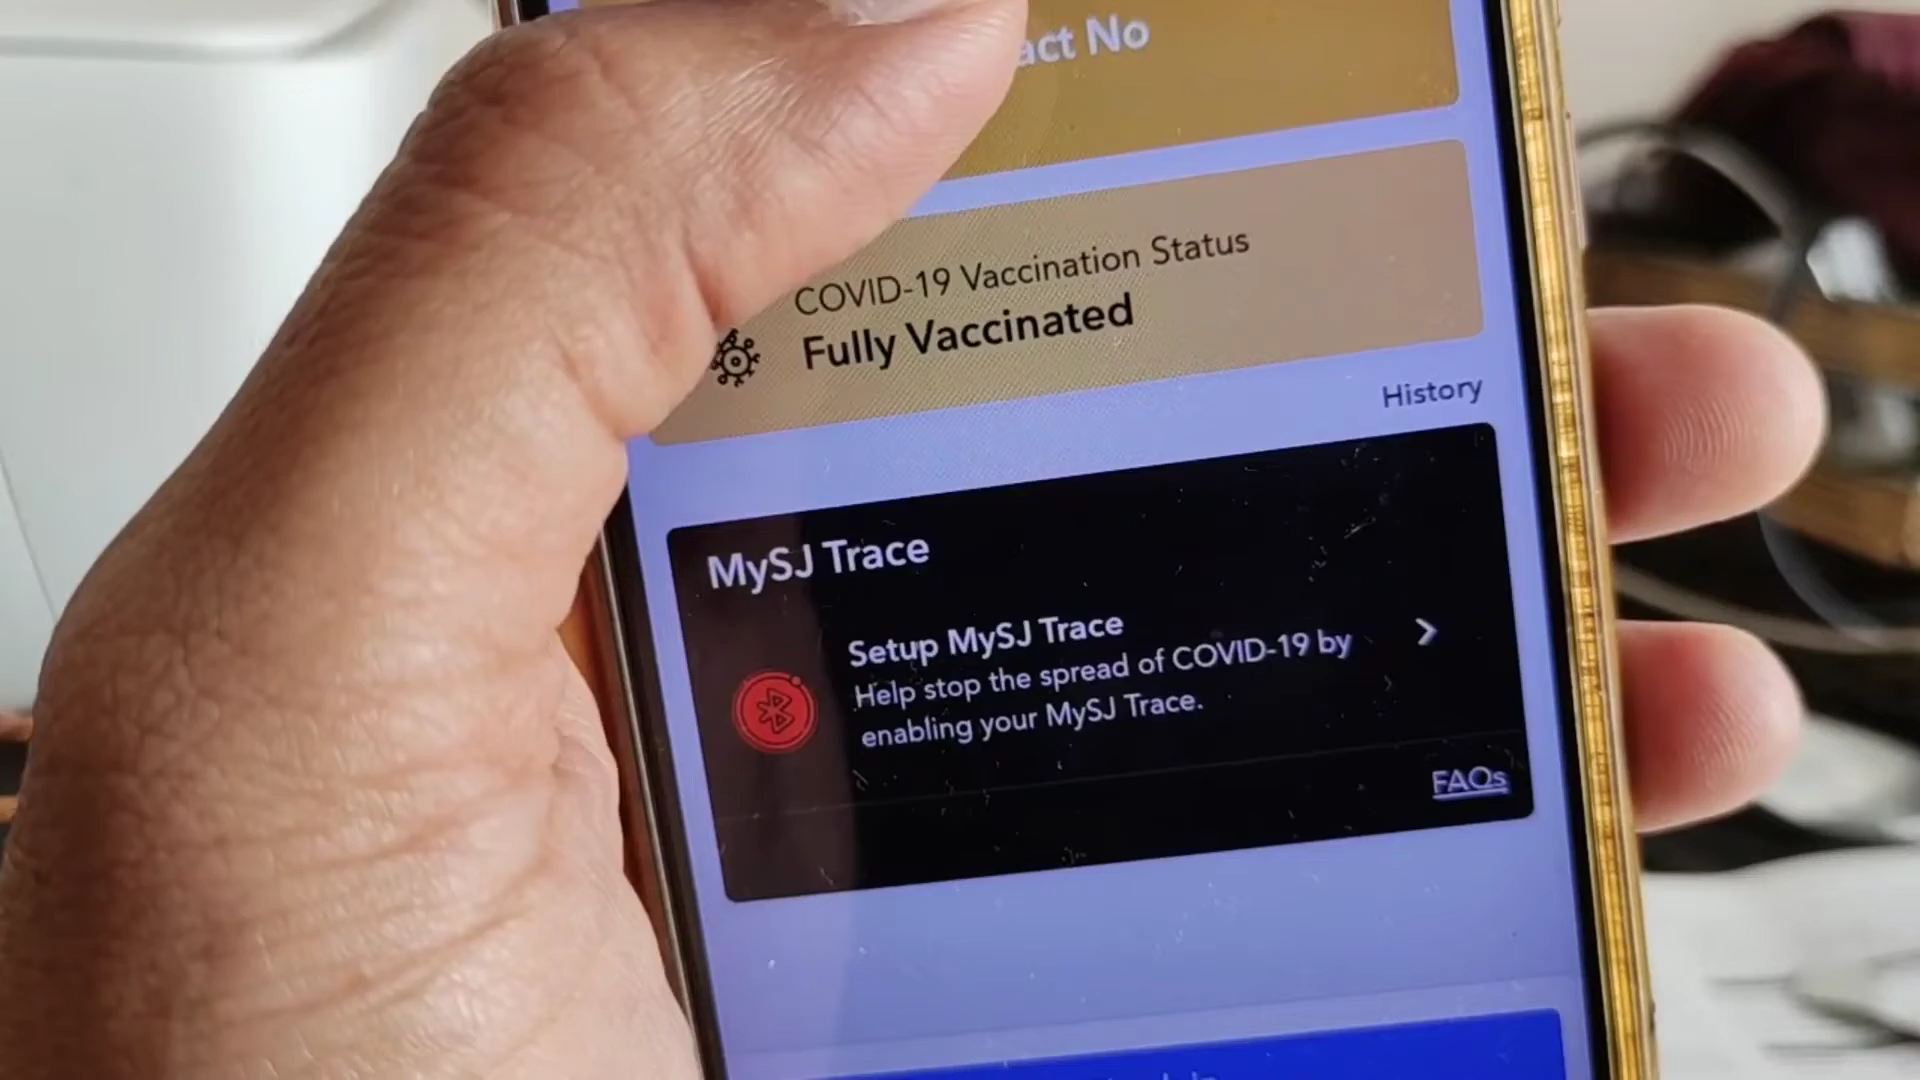 No
COVID-19 Vaccination Status
Fully Vaccinated
History
MySJ Trace
Setup MySJ Trace
Help stop the spread of COVID-19 by
enabling your MySJ Trace.
FAQs